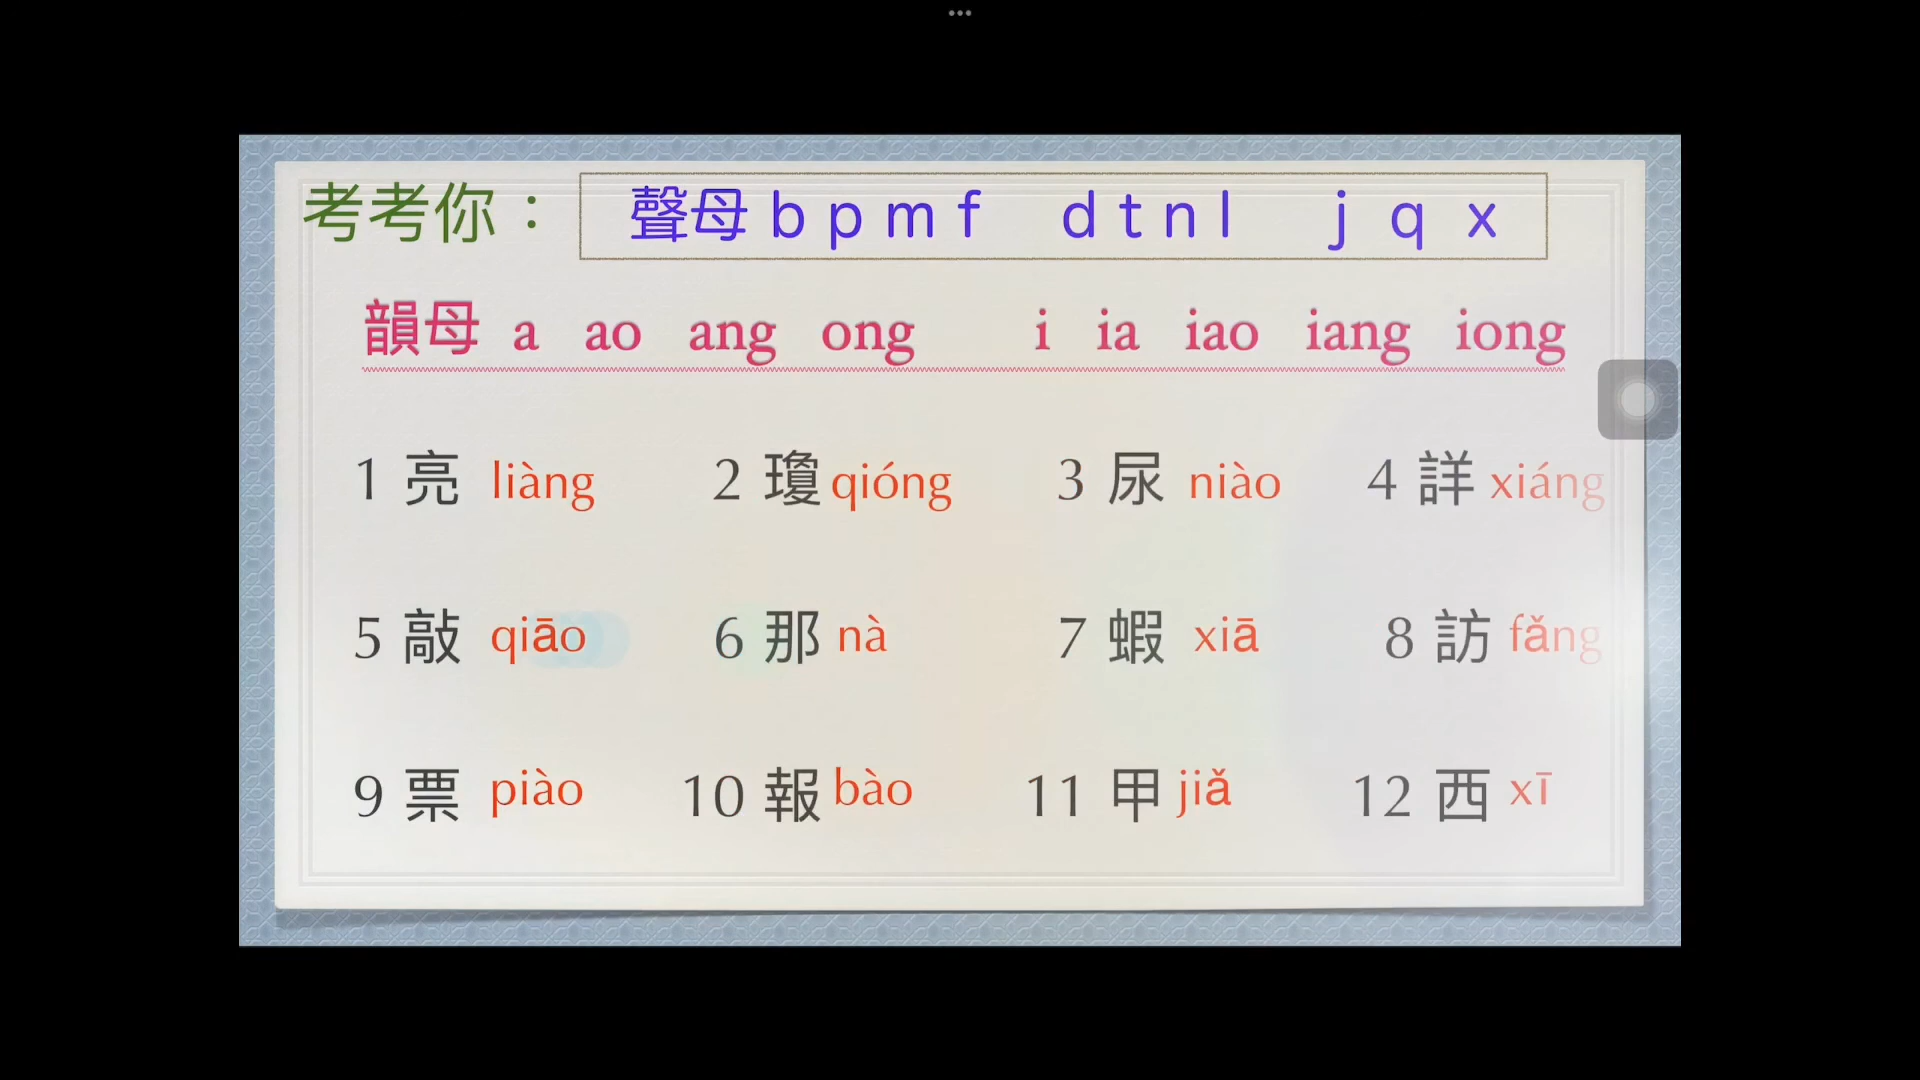 考考你：
聲母 b p m f d t n l j q x
韻母 a ao ang ong i ia iao iang iong
1 亮 liàng 2 瓊 qióng 3 尿 niào 4 詳 xiáng
5 敲 qiāo 6 那 nà 7 蝦 xiā 8 訪 fǎng
9 票 piào 10 報 bào 11 甲 jiǎ 12 西 xī